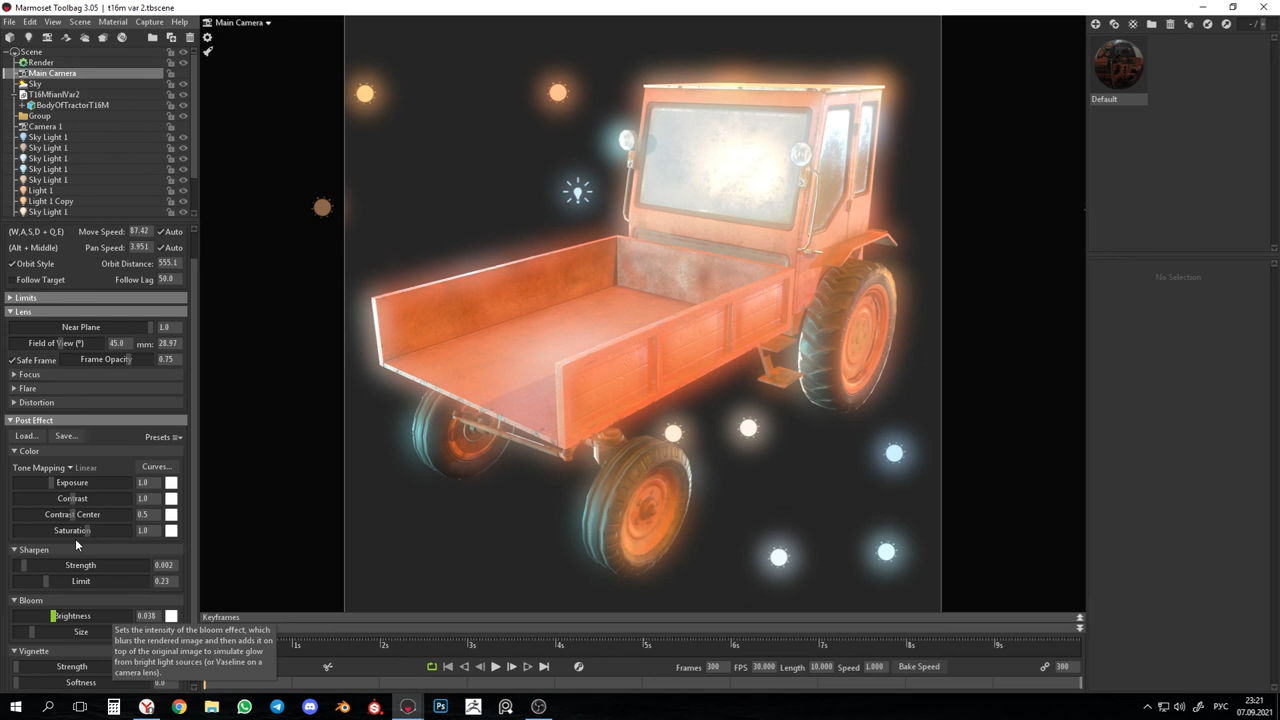 Marmoset Toolbag 3.05 | t16m var 2.tbscene
File Edit View Scene Material Capture Help
Main Camera
Scene
Render
Main Camera
Sky
T16MfianlVar2
BodyOfTractorT16M
Group
Camera 1
Sky Light 1
Sky Light 1
Sky Light 1
Sky Light 1
Sky Light 1
Light 1
Light 1 Copy
Sky Light 1
(W,A,S,D + Q,E) Move Speed: 87.42 Auto
(Alt + Middle) Pan Speed: 3.951 Auto
Orbit Style Orbit Distance: 555.1
Follow Target Follow Lag 50.0
Limits
Lens
Near Plane 1.0
Field of View (°) 45.0 mm: 28.97
Safe Frame Frame Opacity 0.75
Focus
Flare
Distortion
Post Effect
Load... Save... Presets
Color
Tone Mapping Linear Curves...
Exposure 1.0
Contrast 1.0
Contrast Center 0.5
Saturation 1.0
Sharpen
Strength 0.002
Limit 0.23
Bloom
Brightness 0.038
Size
Vignette
Strength
Softness 0.0
Sets the intensity of the bloom effect, which
blurs the rendered image and then adds it on
top of the original image to simulate glow
from bright light sources (or Vaseline on a
camera lens).
Keyframes
1s 2s 3s 4s 5s 6s 7s 8s 9s
Frames 300 FPS 30.000 Length 10.000 Speed 1.000 Bake Speed 300
- / -
Default
No Selection
РУС
23:21
07.09.2021